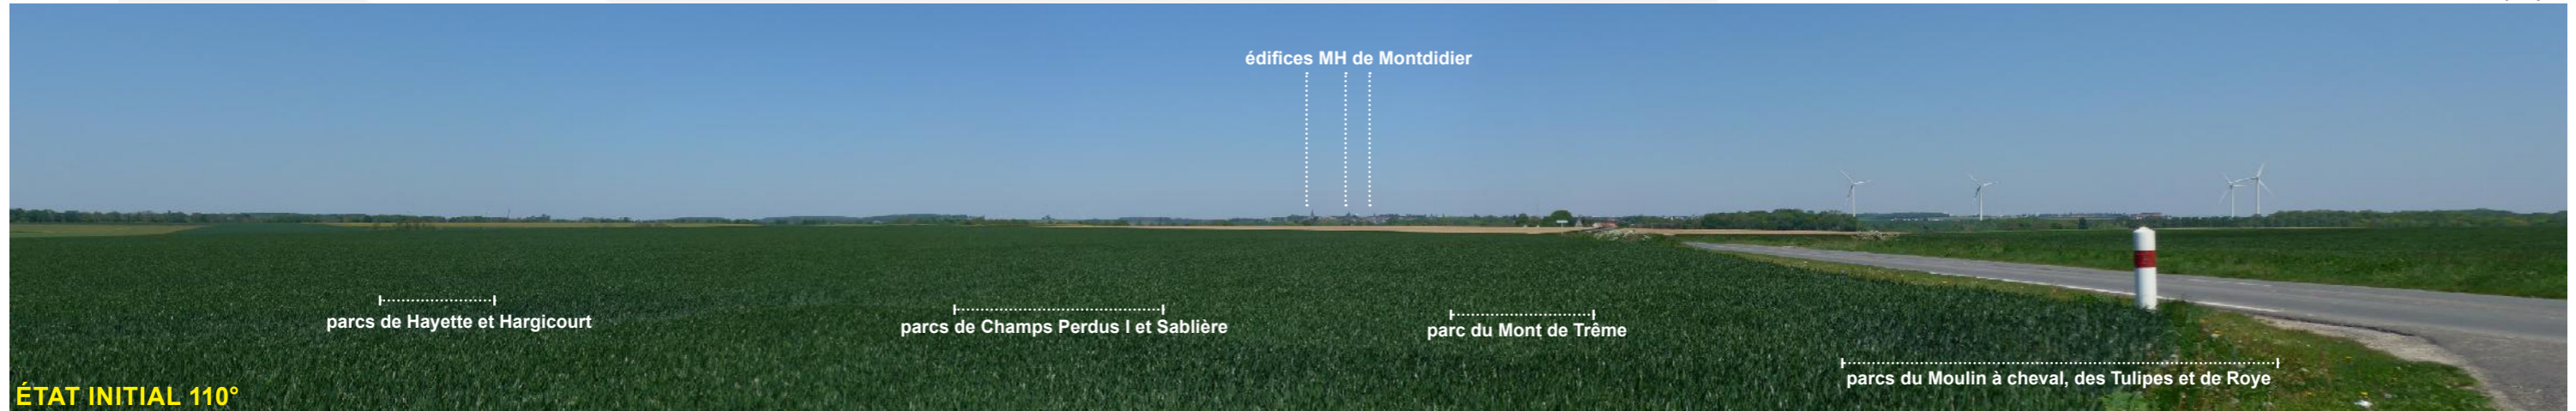 édifices MH de Montdidier
parcs de Hayette et Hargicourt
parcs de Champs Perdus I et Sablière
parc du Mont de Trême
parcs du Moulin à cheval, des Tulipes et de Roye
ÉTAT INITIAL 110°